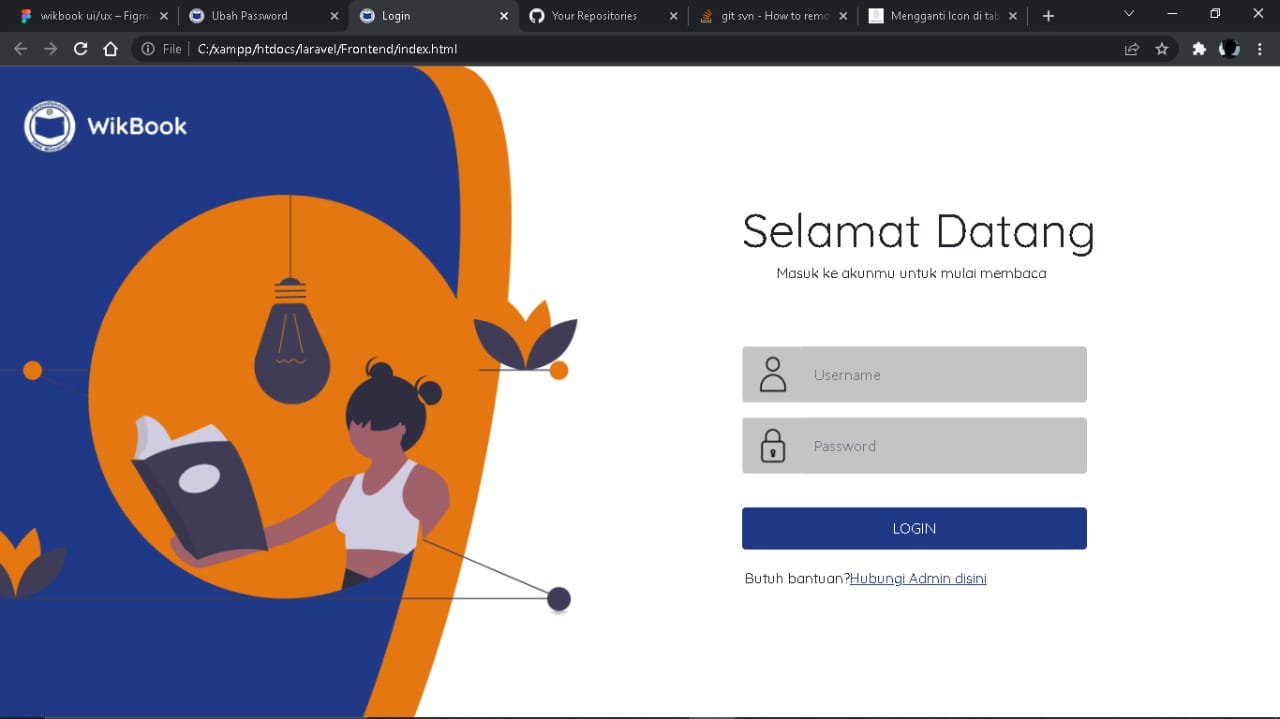 wikbook ui/ux – Figm
Ubah Password
Login
Your Repositories
git svn - How to remo
Mengganti Icon di tab
File
C:/xampp/htdocs/laravel/Frontend/index.html
WikBook
Selamat Datang
Masuk ke akunmu untuk mulai membaca
Username
Password
LOGIN
Butuh bantuan?Hubungi Admin disini